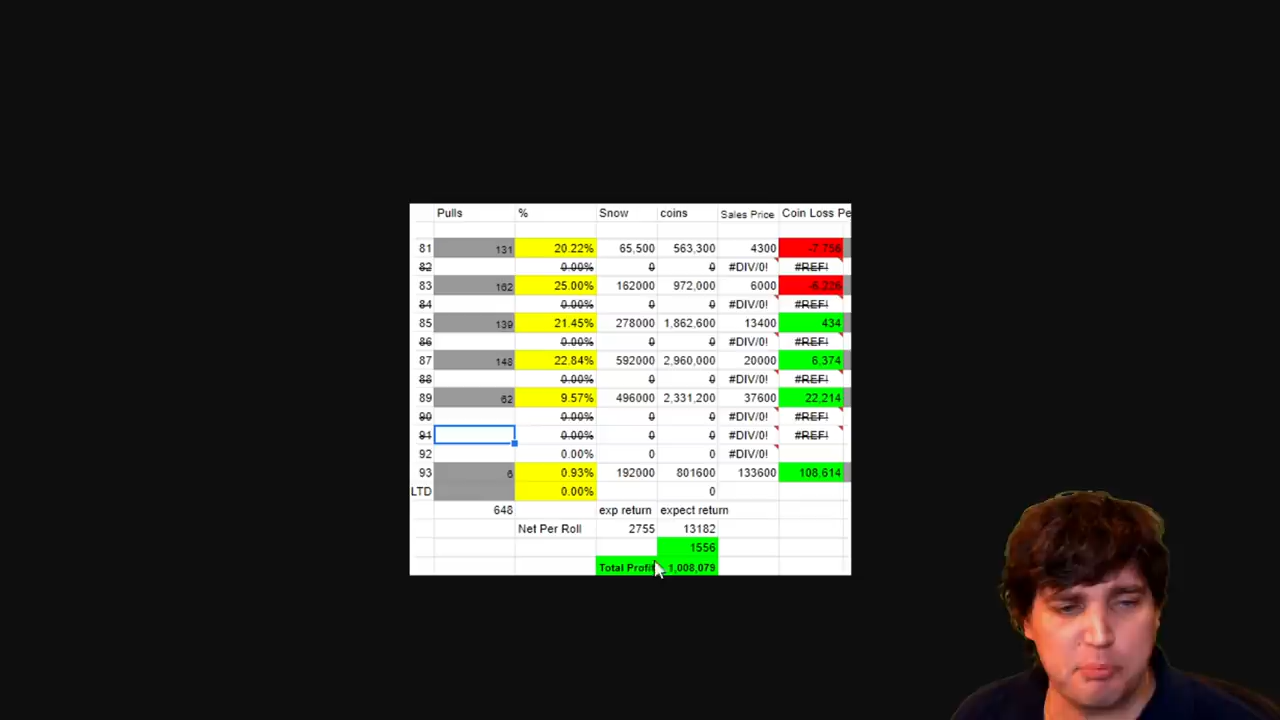 Pulls % Snow coins Sales Price Coin Loss Pe
81 131 20.22% 65,500 563,300 4300 -7,756
82 0.00% 0 0 #DIV/0! #REF!
83 162 25.00% 162000 972,000 6000 -6,226
84 0.00% 0 0 #DIV/0! #REF!
85 139 21.45% 278000 1,862,600 13400 434
86 0.00% 0 0 #DIV/0! #REF!
87 148 22.84% 592000 2,960,000 20000 6,374
88 0.00% 0 0 #DIV/0! #REF!
89 62 9.57% 496000 2,331,200 37600 22,214
90 0.00% 0 0 #DIV/0! #REF!
91 0.00% 0 0 #DIV/0! #REF!
92 0.00% 0 0 #DIV/0!
93 6 0.93% 192000 801600 133600 108,614
LTD 0.00% 0
648 exp return expect return
Net Per Roll 2755 13182
1556
Total Profit 1,008,079